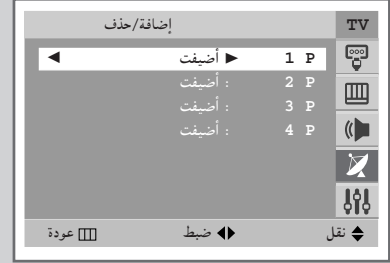 TV
إضافة/حذف
P 1 ◄ أضيفت ►
P 2 : أضيفت
P 3 : أضيفت
P 4 : أضيفت
نقل ضبط عودة